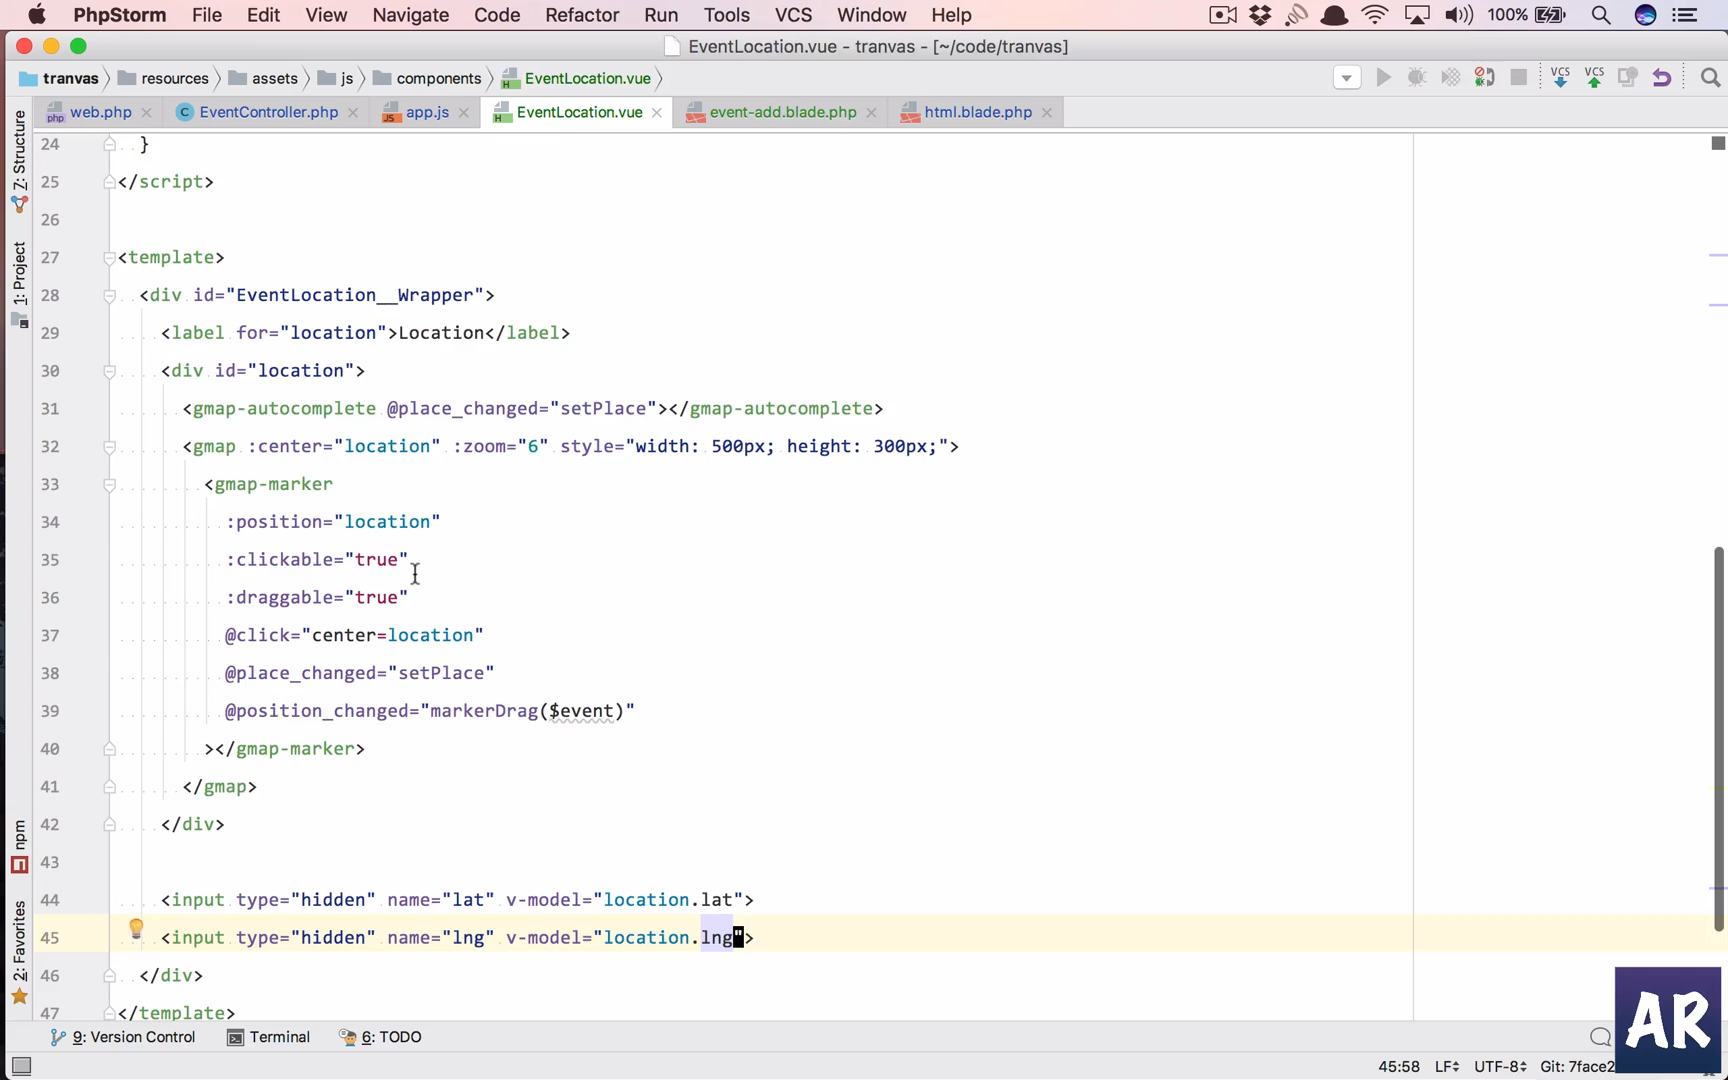 PhpStorm File Edit View Navigate Code Refactor Run Tools VCS Window Help 100%
EventLocation.vue - tranvas - [~/code/tranvas]
tranvas resources assets js components EventLocation.vue VCS VCS
web.php EventController.php app.js EventLocation.vue event-add.blade.php html.blade.php
24 }
25 </script>
26
27 <template>
28 <div id="EventLocation__Wrapper">
29 <label for="location">Location</label>
30 <div id="location">
31 <gmap-autocomplete @place_changed="setPlace"></gmap-autocomplete>
32 <gmap :center="location" :zoom="6" style="width: 500px; height: 300px;">
33 <gmap-marker
34 :position="location"
35 :clickable="true"
36 :draggable="true"
37 @click="center=location"
38 @place_changed="setPlace"
39 @position_changed="markerDrag($event)"
40 ></gmap-marker>
41 </gmap>
42 </div>
43
44 <input type="hidden" name="lat" v-model="location.lat">
45 <input type="hidden" name="lng" v-model="location.lng">
46 </div>
47 </template>
7: Structure
1: Project
npm
2: Favorites
9: Version Control Terminal 6: TODO
45:58 LF UTF-8 Git: 7face2
AR